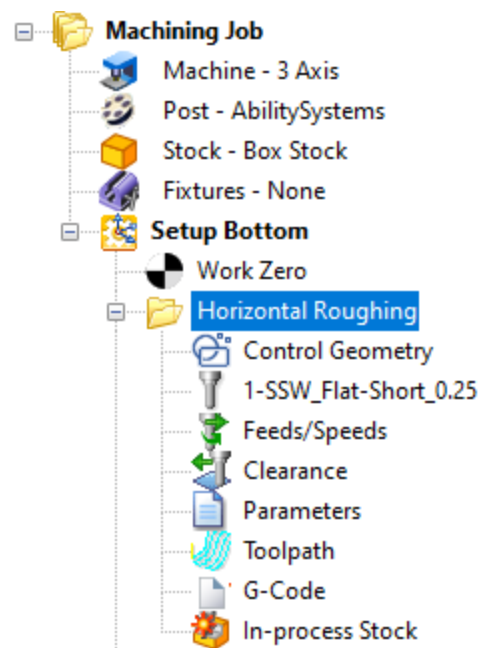 Machining Job
Machine - 3 Axis
Post - AbilitySystems
Stock - Box Stock
Fixtures - None
Setup Bottom
Work Zero
Horizontal Roughing
Control Geometry
1-SSW_Flat-Short_0.25
Feeds/Speeds
Clearance
Parameters
Toolpath
G-Code
In-process Stock